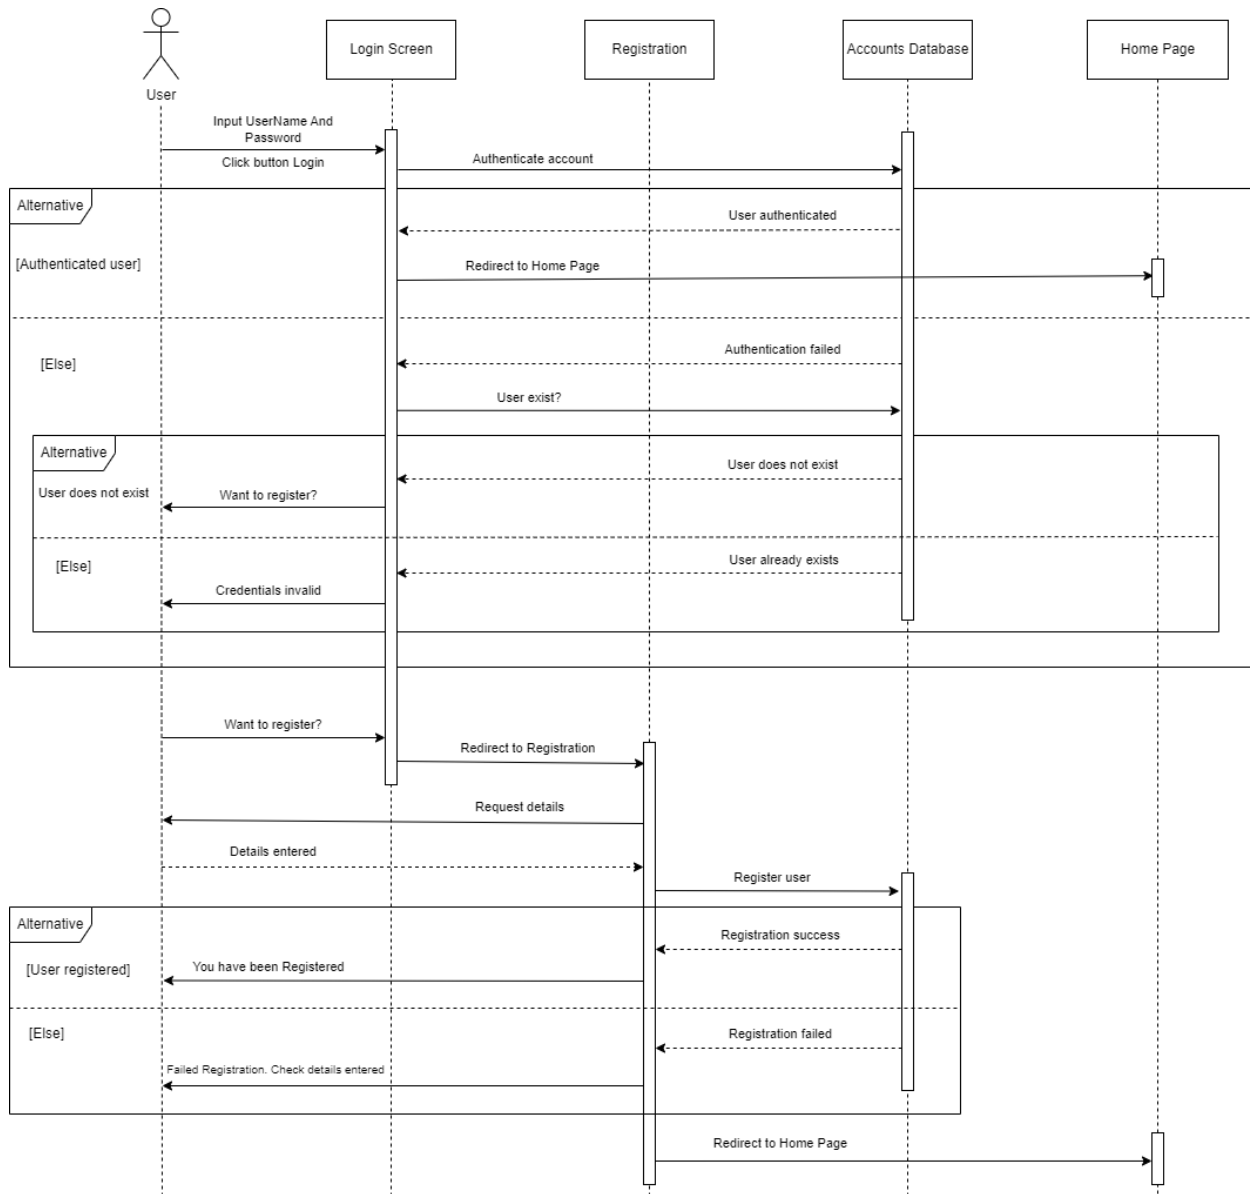 Login Screen
Registration
Accounts Database
Home Page
User
Input UserName And
Password
Click button Login
Authenticate account
Alternative
User authenticated
[Authenticated user]
Redirect to Home Page
[Else]
Authentication failed
User exist?
Alternative
User does not exist
User does not exist
Want to register?
[Else]
User already exists
Credentials invalid
Want to register?
Redirect to Registration
Request details
Details entered
Register user
Alternative
Registration success
[User registered]
You have been Registered
[Else]
Registration failed
Failed Registration. Check details entered
Redirect to Home Page